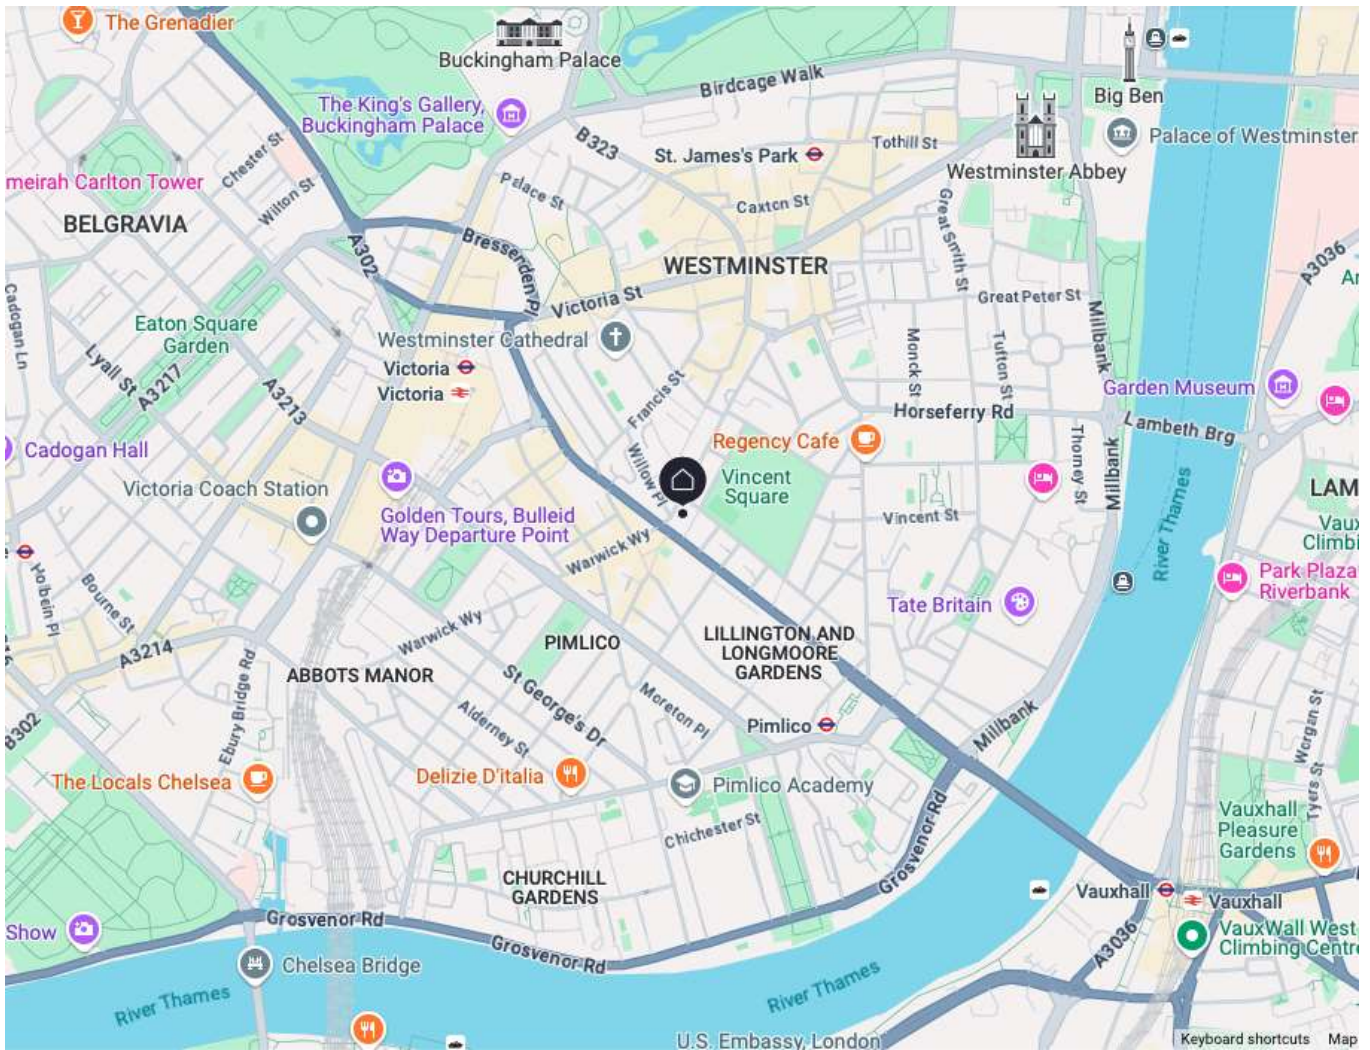 The Grenadier
Buckingham Palace
Birdcage Walk
Big Ben
The King's Gallery,
Buckingham Palace
B323
St. James's Park
Tothill St
Palace of Westminster
Westminster Abbey
Chester St
meirah Carlton Tower
Wilton St
Palace St
Caxton St
Great Smith St
BELGRAVIA
A302
Bressenden Pl
WESTMINSTER
A3036
Ar
Cadogan Ln
Victoria St
Great Peter St
Millbank
Eaton Square
Garden
Westminster Cathedral
Monck St
Tufton St
Lyall St
A3217
A3213
Victoria
Victoria
Francis St
Garden Museum
Horseferry Rd
Lambeth Brg
Cadogan Hall
Regency Cafe
Willow Pl
Vincent
Square
Thorney St
Millbank
Victoria Coach Station
LAM
Golden Tours, Bulleid
Way Departure Point
Vincent St
River Thames
Vaux
Climbi
Warwick Wy
Holbein Pl
Bourne St
Park Plaza
Riverbank
Tate Britain
Warwick Wy
PIMLICO
LILLINGTON AND
LONGMOORE
GARDENS
A3214
ABBOTS MANOR
Ebury Bridge Rd
St George's Dr
Moreton Pl
B302
Alderney St
Pimlico
Millbank
Worgan St
Tyers St
The Locals Chelsea
Delizie D'italia
Pimlico Academy
Vauxhall
Pleasure
Gardens
Chichester St
Grosvenor Rd
CHURCHILL
GARDENS
Vauxhall
Vauxhall
Show
Grosvenor Rd
Grosvenor Rd
A3036
VauxWall West
Climbing Centre
Chelsea Bridge
River Thames
River Thames
U.S. Embassy, London
Keyboard shortcuts
Map